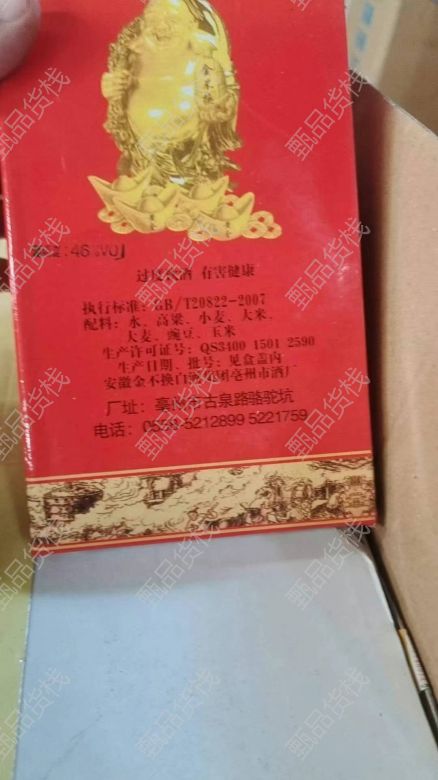 金不换
46%VOL
过度饮酒 有害健康
执行标准：GB/T20822-2007
配料：水、高粱、小麦、大米、
大麦、豌豆、玉米
生产许可证号：QS3400 1501 2590
生产日期、批号：见盒盖内
安徽金不换白酒集团亳州市酒厂
厂址：亳州市古泉路骆驼坑
电话：0558-5212899 5221759
甄品货栈